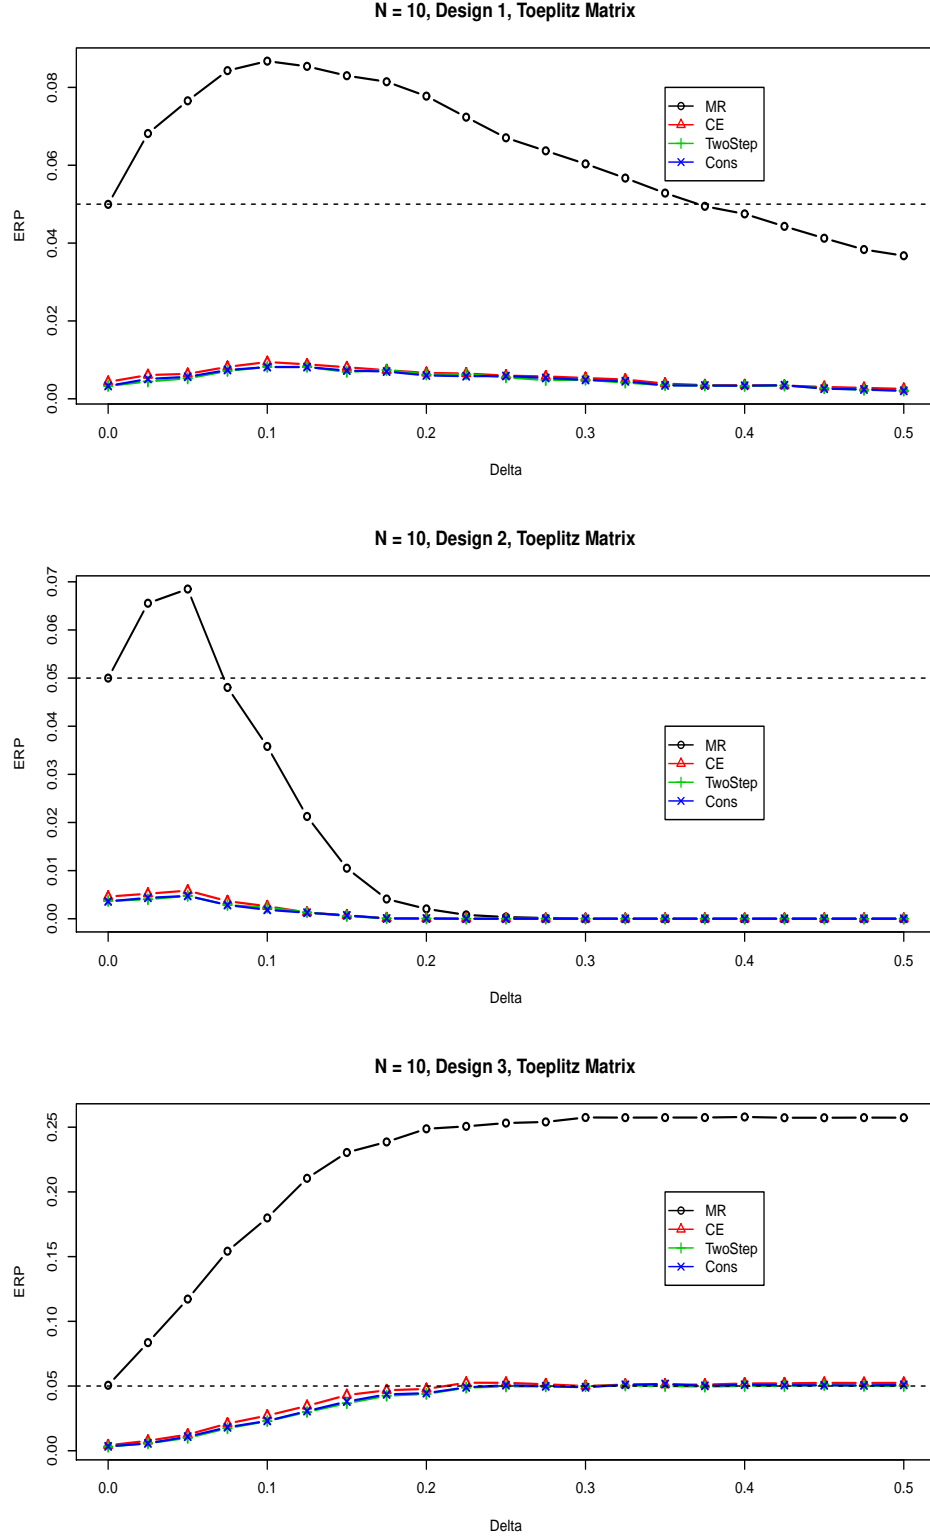 N = 10, Design 1, Toeplitz Matrix
ERP
0.00 0.02 0.04 0.06 0.08
MR
CE
TwoStep
Cons
0.0 0.1 0.2 0.3 0.4 0.5
Delta
N = 10, Design 2, Toeplitz Matrix
ERP
0.00 0.01 0.02 0.03 0.04 0.05 0.06 0.07
MR
CE
TwoStep
Cons
0.0 0.1 0.2 0.3 0.4 0.5
Delta
N = 10, Design 3, Toeplitz Matrix
ERP
0.00 0.05 0.10 0.15 0.20 0.25
MR
CE
TwoStep
Cons
0.0 0.1 0.2 0.3 0.4 0.5
Delta